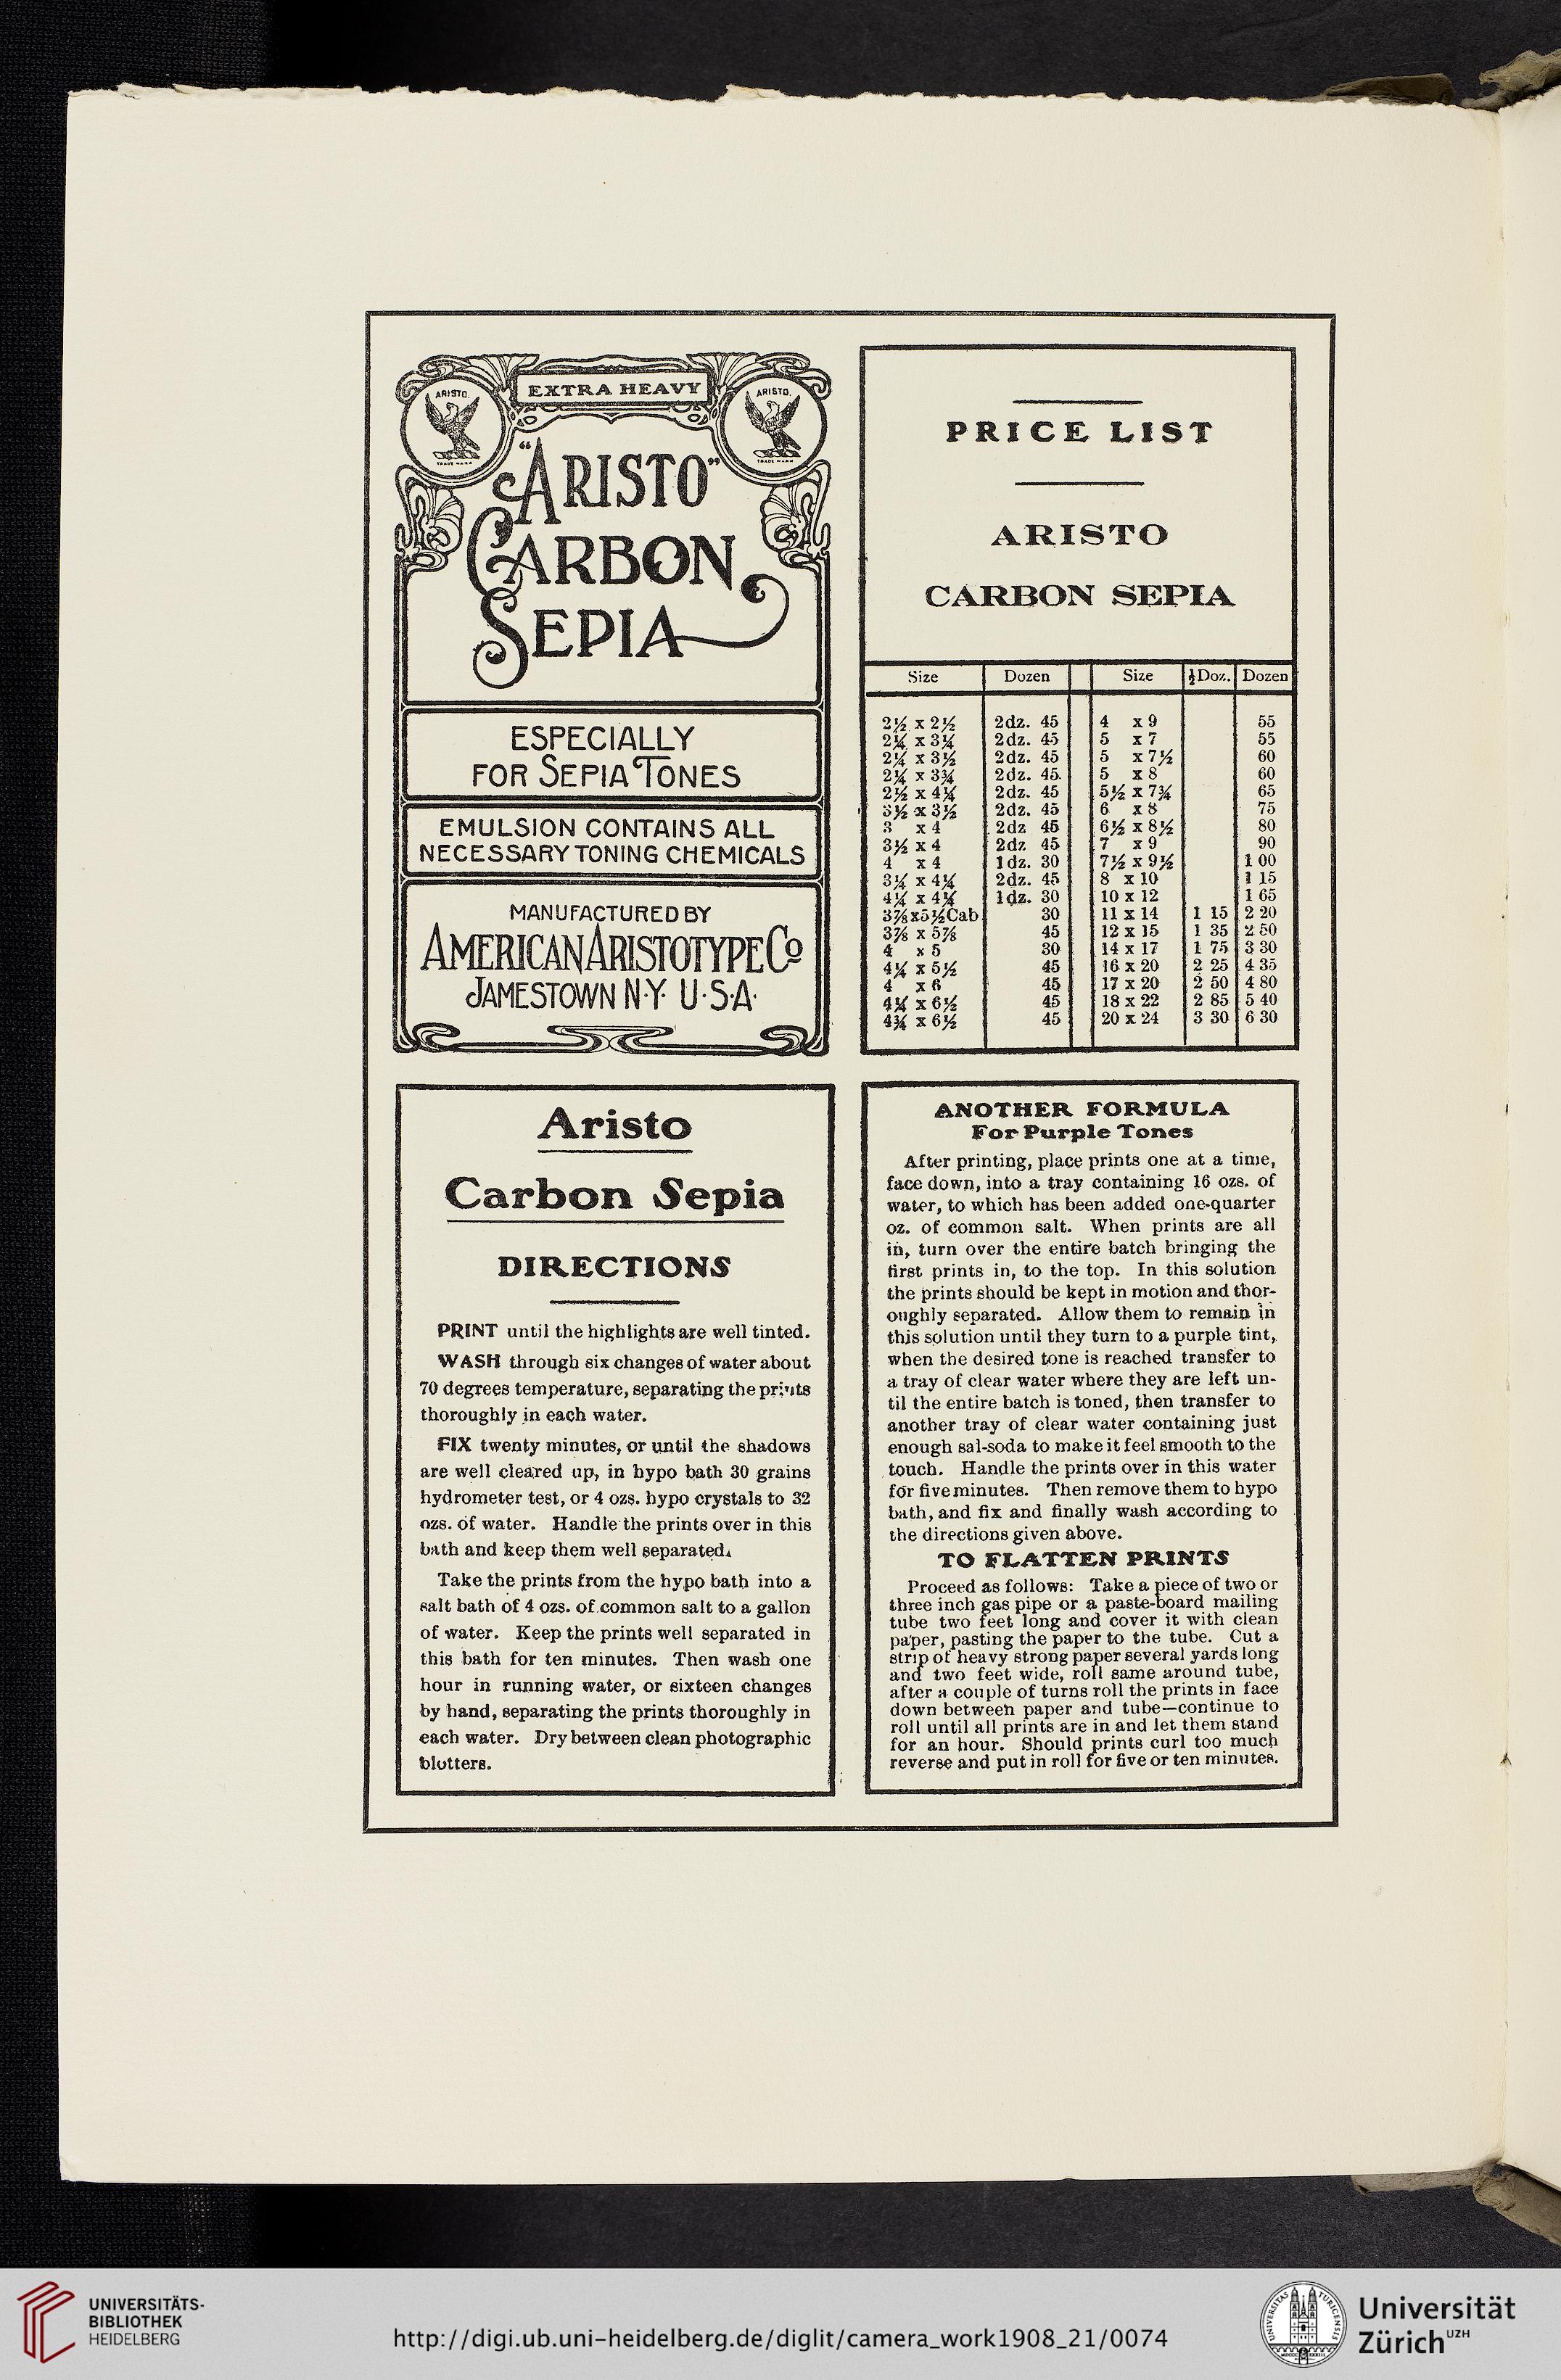 ARISTO.
TRADE MARK
EXTRA HEAVY
ARISTO.
TRADE MARK
"ARISTO"
CARBON
SEPIA
ESPECIALLY
FOR SEPIA TONES
EMULSION CONTAINS ALL
NECESSARY TONING CHEMICALS
MANUFACTURED BY
AMERICAN ARISTOTYPE Co
JAMESTOWN N·Y· U·S·A·
PRICE LIST
ARISTO
CARBON SEPIA
Size Dozen Size ½Doz. Dozen
2½ x 2½ 2dz. 45 4 x 9 55
2¼ x 3¼ 2dz. 45 5 x 7 55
2¼ x 3½ 2dz. 45 5 x 7½ 60
2¼ x 3¾ 2dz. 45. 5 x 8 60
2½ x 4¼ 2dz. 45 5½ x 7¾ 65
3½ x 3½ 2dz. 45 6 x 8 75
3 x 4 2dz 45 6½ x 8½ 80
3½ x 4 2dz 45 7 x 9 90
4 x 4 1dz. 30 7½ x 9½ 1 00
3¼ x 4¼ 2dz. 45 8 x 10 1 15
4¼ x 4¼ 1dz. 30 10 x 12 1 65
3⅞x5½Cab 30 11 x 14 1 15 2 20
3⅞ x 5⅞ 45 12 x 15 1 35 2 50
4 x 5 30 14 x 17 1 75 3 30
4¼ x 5½ 45 16 x 20 2 25 4 35
4 x 6 45 17 x 20 2 50 4 80
4¼ x 6½ 45 18 x 22 2 85 5 40
4¾ x 6½ 45 20 x 24 3 30 6 30
Aristo
Carbon Sepia
DIRECTIONS
PRINT until the highlights are well tinted.
WASH through six changes of water about
70 degrees temperature, separating the prints
thoroughly in each water.
FIX twenty minutes, or until the shadows
are well cleared up, in hypo bath 30 grains
hydrometer test, or 4 ozs. hypo crystals to 32
ozs. of water. Handle the prints over in this
bath and keep them well separated.
Take the prints from the hypo bath into a
salt bath of 4 ozs. of common salt to a gallon
of water. Keep the prints well separated in
this bath for ten minutes. Then wash one
hour in running water, or sixteen changes
by hand, separating the prints thoroughly in
each water. Dry between clean photographic
blotters.
ANOTHER FORMULA
For Purple Tones
After printing, place prints one at a time,
face down, into a tray containing 16 ozs. of
water, to which has been added one-quarter
oz. of common salt. When prints are all
in, turn over the entire batch bringing the
first prints in, to the top. In this solution
the prints should be kept in motion and thor-
oughly separated. Allow them to remain in
this solution until they turn to a purple tint,
when the desired tone is reached transfer to
a tray of clear water where they are left un-
til the entire batch is toned, then transfer to
another tray of clear water containing just
enough sal-soda to make it feel smooth to the
touch. Handle the prints over in this water
for five minutes. Then remove them to hypo
bath, and fix and finally wash according to
the directions given above.
TO FLATTEN PRINTS
Proceed as follows: Take a piece of two or
three inch gas pipe or a paste-board mailing
tube two feet long and cover it with clean
paper, pasting the paper to the tube. Cut a
strip of heavy strong paper several yards long
and two feet wide, roll same around tube,
after a couple of turns roll the prints in face
down between paper and tube—continue to
roll until all prints are in and let them stand
for an hour. Should prints curl too much
reverse and put in roll for five or ten minutes.
UNIVERSITÄTS-
BIBLIOTHEK
HEIDELBERG
http://digi.ub.uni-heidelberg.de/diglit/camera_work1908_21/0074
Universität
Zürich UZH